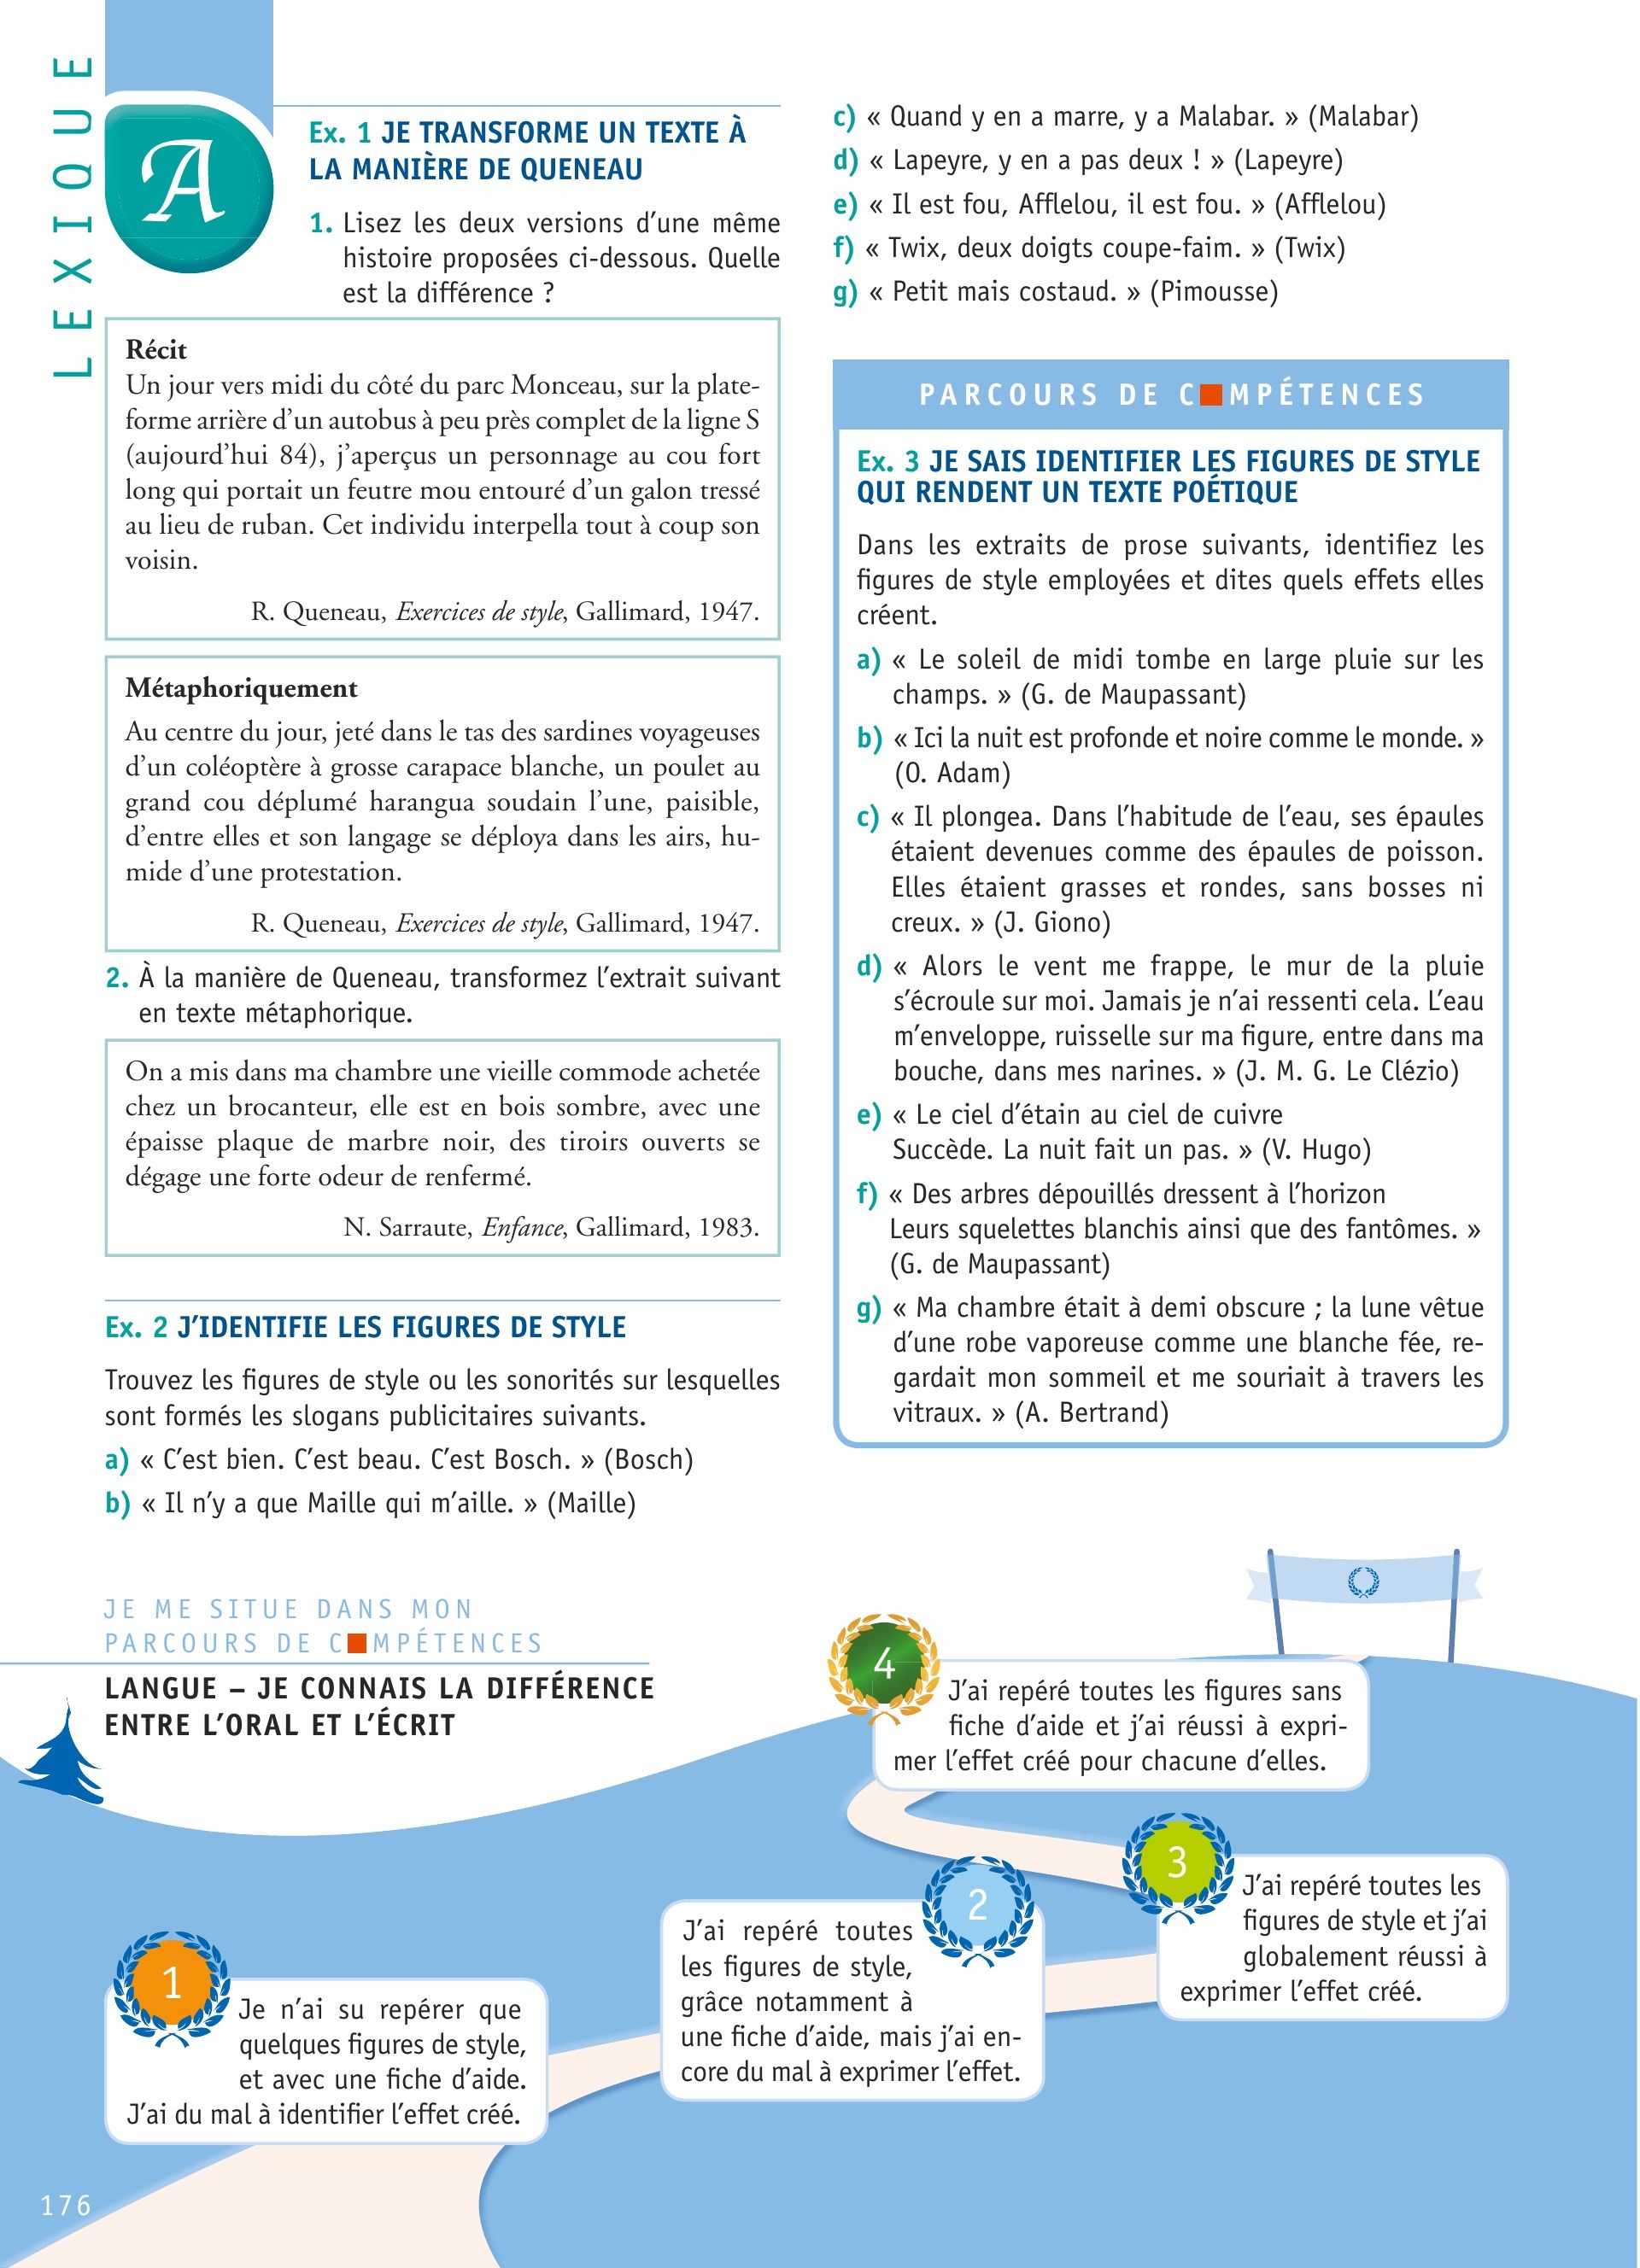 LEXIQUE
A
Ex. 1 JE TRANSFORME UN TEXTE À
LA MANIÈRE DE QUENEAU
1. Lisez les deux versions d’une même
histoire proposées ci-dessous. Quelle
est la différence ?
Récit
Un jour vers midi du côté du parc Monceau, sur la plate-
forme arrière d’un autobus à peu près complet de la ligne S
(aujourd’hui 84), j’aperçus un personnage au cou fort
long qui portait un feutre mou entouré d’un galon tressé
au lieu de ruban. Cet individu interpella tout à coup son
voisin.
R. Queneau, Exercices de style, Gallimard, 1947.
Métaphoriquement
Au centre du jour, jeté dans le tas des sardines voyageuses
d’un coléoptère à grosse carapace blanche, un poulet au
grand cou déplumé harangua soudain l’une, paisible,
d’entre elles et son langage se déploya dans les airs, hu-
mide d’une protestation.
R. Queneau, Exercices de style, Gallimard, 1947.
2. À la manière de Queneau, transformez l’extrait suivant
en texte métaphorique.
On a mis dans ma chambre une vieille commode achetée
chez un brocanteur, elle est en bois sombre, avec une
épaisse plaque de marbre noir, des tiroirs ouverts se
dégage une forte odeur de renfermé.
N. Sarraute, Enfance, Gallimard, 1983.
Ex. 2 J’IDENTIFIE LES FIGURES DE STYLE
Trouvez les figures de style ou les sonorités sur lesquelles
sont formés les slogans publicitaires suivants.
a) « C’est bien. C’est beau. C’est Bosch. » (Bosch)
b) « Il n’y a que Maille qui m’aille. » (Maille)
c) « Quand y en a marre, y a Malabar. » (Malabar)
d) « Lapeyre, y en a pas deux ! » (Lapeyre)
e) « Il est fou, Afflelou, il est fou. » (Afflelou)
f) « Twix, deux doigts coupe-faim. » (Twix)
g) « Petit mais costaud. » (Pimousse)
PARCOURS DE C■MPÉTENCES
Ex. 3 JE SAIS IDENTIFIER LES FIGURES DE STYLE
QUI RENDENT UN TEXTE POÉTIQUE
Dans les extraits de prose suivants, identifiez les
figures de style employées et dites quels effets elles
créent.
a) « Le soleil de midi tombe en large pluie sur les
champs. » (G. de Maupassant)
b) « Ici la nuit est profonde et noire comme le monde. »
(O. Adam)
c) « Il plongea. Dans l’habitude de l’eau, ses épaules
étaient devenues comme des épaules de poisson.
Elles étaient grasses et rondes, sans bosses ni
creux. » (J. Giono)
d) « Alors le vent me frappe, le mur de la pluie
s’écroule sur moi. Jamais je n’ai ressenti cela. L’eau
m’enveloppe, ruisselle sur ma figure, entre dans ma
bouche, dans mes narines. » (J. M. G. Le Clézio)
e) « Le ciel d’étain au ciel de cuivre
Succède. La nuit fait un pas. » (V. Hugo)
f) « Des arbres dépouillés dressent à l’horizon
Leurs squelettes blanchis ainsi que des fantômes. »
(G. de Maupassant)
g) « Ma chambre était à demi obscure ; la lune vêtue
d’une robe vaporeuse comme une blanche fée, re-
gardait mon sommeil et me souriait à travers les
vitraux. » (A. Bertrand)
JE ME SITUE DANS MON
PARCOURS DE C■MPÉTENCES
LANGUE – JE CONNAIS LA DIFFÉRENCE
ENTRE L’ORAL ET L’ÉCRIT
1
Je n’ai su repérer que
quelques figures de style,
et avec une fiche d’aide.
J’ai du mal à identifier l’effet créé.
2
J’ai repéré toutes
les figures de style,
grâce notamment à
une fiche d’aide, mais j’ai en-
core du mal à exprimer l’effet.
3
J’ai repéré toutes les
figures de style et j’ai
globalement réussi à
exprimer l’effet créé.
4
J’ai repéré toutes les figures sans
fiche d’aide et j’ai réussi à expri-
mer l’effet créé pour chacune d’elles.
176